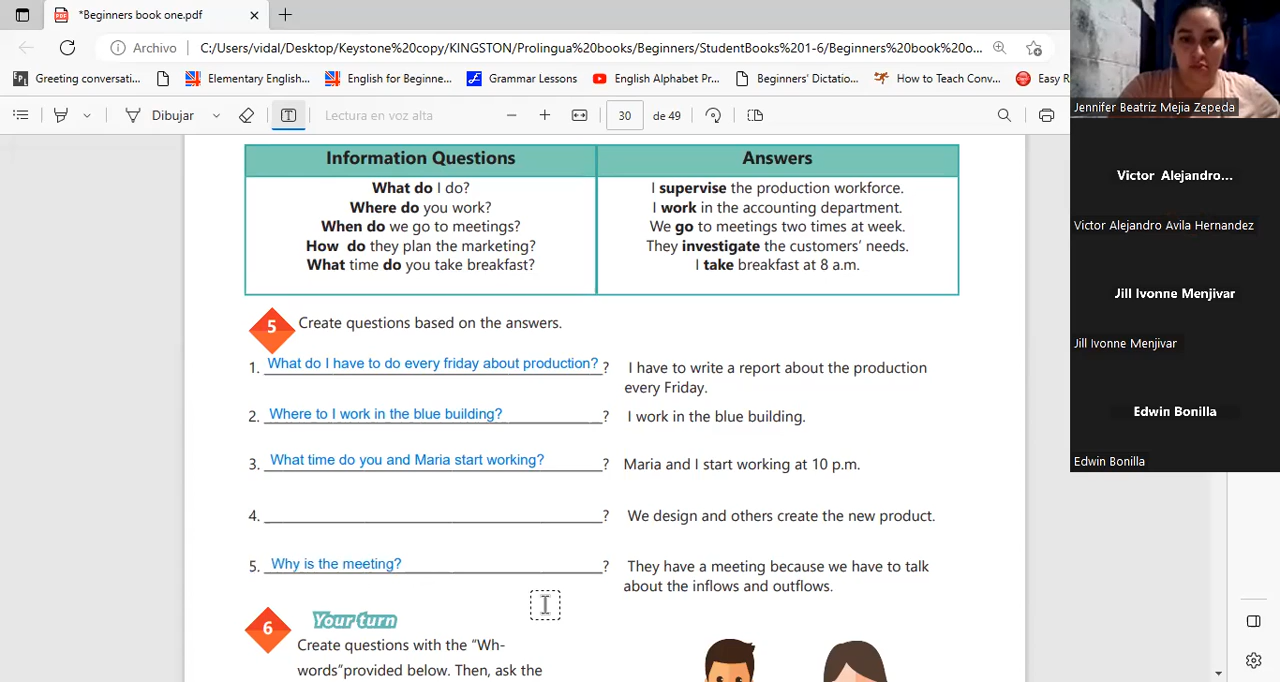 *Beginners book one.pdf
Archivo
C:/Users/vidal/Desktop/Keystone%20copy/KINGSTON/Prolingua%20books/Beginners/StudentBooks%201-6/Beginners%20book%20o...
Greeting conversati...
Elementary English...
English for Beginne...
Grammar Lessons
English Alphabet Pr...
Beginners' Dictatio...
How to Teach Conv...
Easy R
Dibujar
Lectura en voz alta
30 de 49
Information Questions
Answers
What do I do?
I supervise the production workforce.
Where do you work?
I work in the accounting department.
When do we go to meetings?
We go to meetings two times at week.
How do they plan the marketing?
They investigate the customers' needs.
What time do you take breakfast?
I take breakfast at 8 a.m.
5 Create questions based on the answers.
1. What do I have to do every friday about production? ?
I have to write a report about the production
every Friday.
2. Where to I work in the blue building? ?
I work in the blue building.
3. What time do you and Maria start working? ?
Maria and I start working at 10 p.m.
4. ?
We design and others create the new product.
5. Why is the meeting? ?
They have a meeting because we have to talk
about the inflows and outflows.
6 Your turn
Create questions with the "Wh-
words"provided below. Then, ask the
Jennifer Beatriz Mejia Zepeda
Victor Alejandro...
Victor Alejandro Avila Hernandez
Jill Ivonne Menjivar
Jill Ivonne Menjivar
Edwin Bonilla
Edwin Bonilla